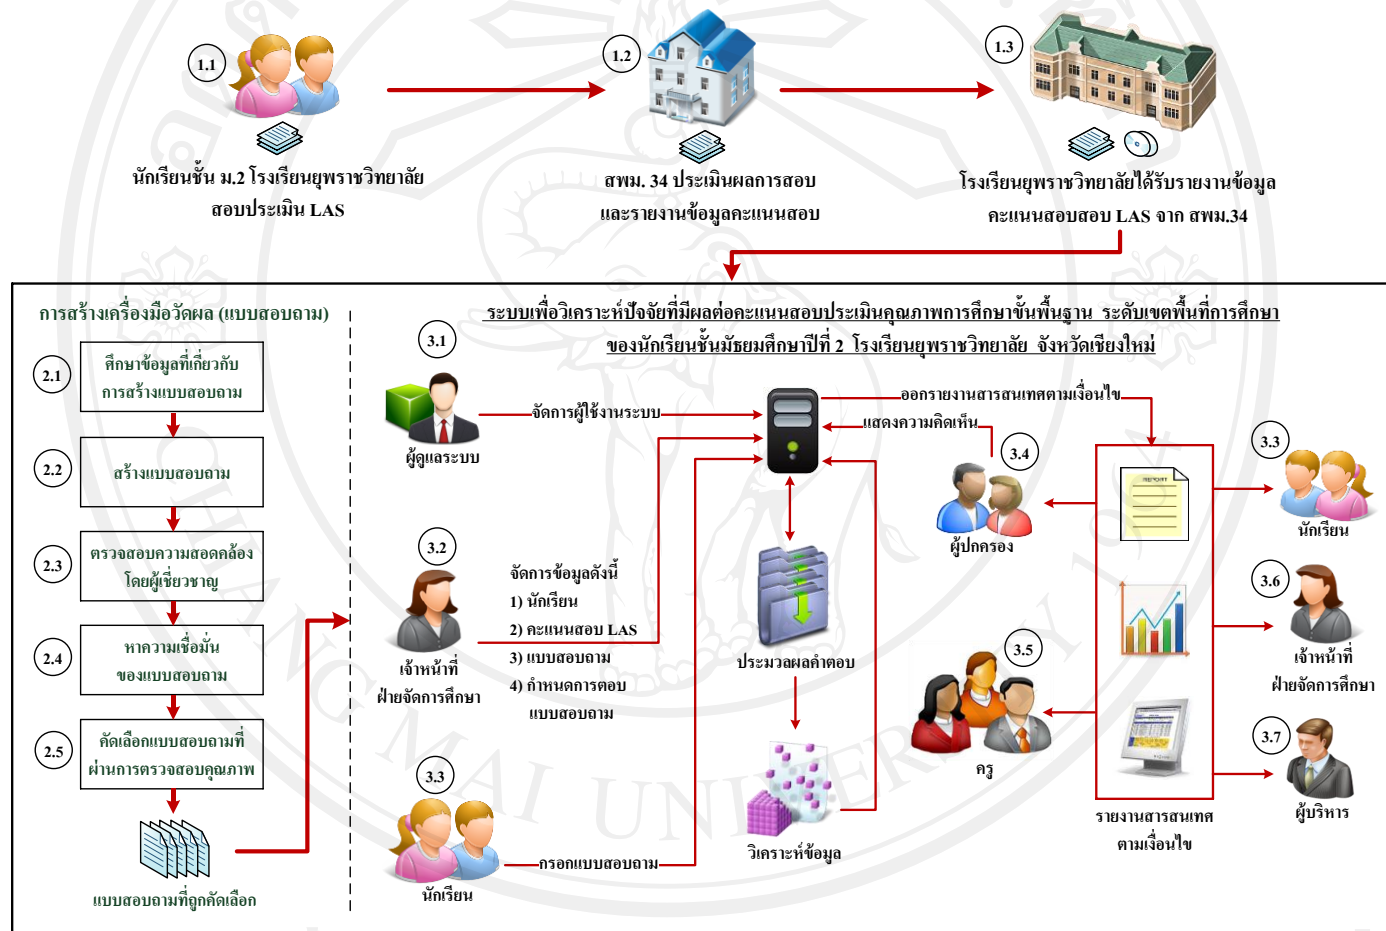 1.1
1.2
1.3
นักเรียนชั้น ม.2 โรงเรียนยุพราชวิทยาลัย
สอบประเมิน LAS
สพม. 34 ประเมินผลการสอบ
และรายงานข้อมูลคะแนนสอบ
โรงเรียนยุพราชวิทยาลัยได้รับรายงานข้อมูล
คะแนนสอบสอบ LAS จาก สพม.34
การสร้างเครื่องมือวัดผล (แบบสอบถาม)
2.1
ศึกษาข้อมูลที่เกี่ยวกับ
การสร้างแบบสอบถาม
2.2
สร้างแบบสอบถาม
2.3
ตรวจสอบความสอดคล้อง
โดยผู้เชี่ยวชาญ
2.4
หาความเชื่อมั่น
ของแบบสอบถาม
2.5
คัดเลือกแบบสอบถามที่
ผ่านการตรวจสอบคุณภาพ
แบบสอบถามที่ถูกคัดเลือก
ระบบเพื่อวิเคราะห์ปัจจัยที่มีผลต่อคะแนนสอบประเมินคุณภาพการศึกษาขั้นพื้นฐาน ระดับเขตพื้นที่การศึกษา
ของนักเรียนชั้นมัธยมศึกษาปีที่ 2 โรงเรียนยุพราชวิทยาลัย จังหวัดเชียงใหม่
3.1
ผู้ดูแลระบบ
จัดการผู้ใช้งานระบบ
3.2
เจ้าหน้าที่
ฝ่ายจัดการศึกษา
จัดการข้อมูลดังนี้
1) นักเรียน
2) คะแนนสอบ LAS
3) แบบสอบถาม
4) กำหนดการตอบ
แบบสอบถาม
3.3
นักเรียน
กรอกแบบสอบถาม
ประมวลผลคำตอบ
วิเคราะห์ข้อมูล
ออกรายงานสารสนเทศตามเงื่อนไข
แสดงความคิดเห็น
3.4
ผู้ปกครอง
3.5
ครู
REPORT
รายงานสารสนเทศ
ตามเงื่อนไข
3.3
นักเรียน
3.6
เจ้าหน้าที่
ฝ่ายจัดการศึกษา
3.7
ผู้บริหาร
CHIANG MAI UNIVERSITY 1964